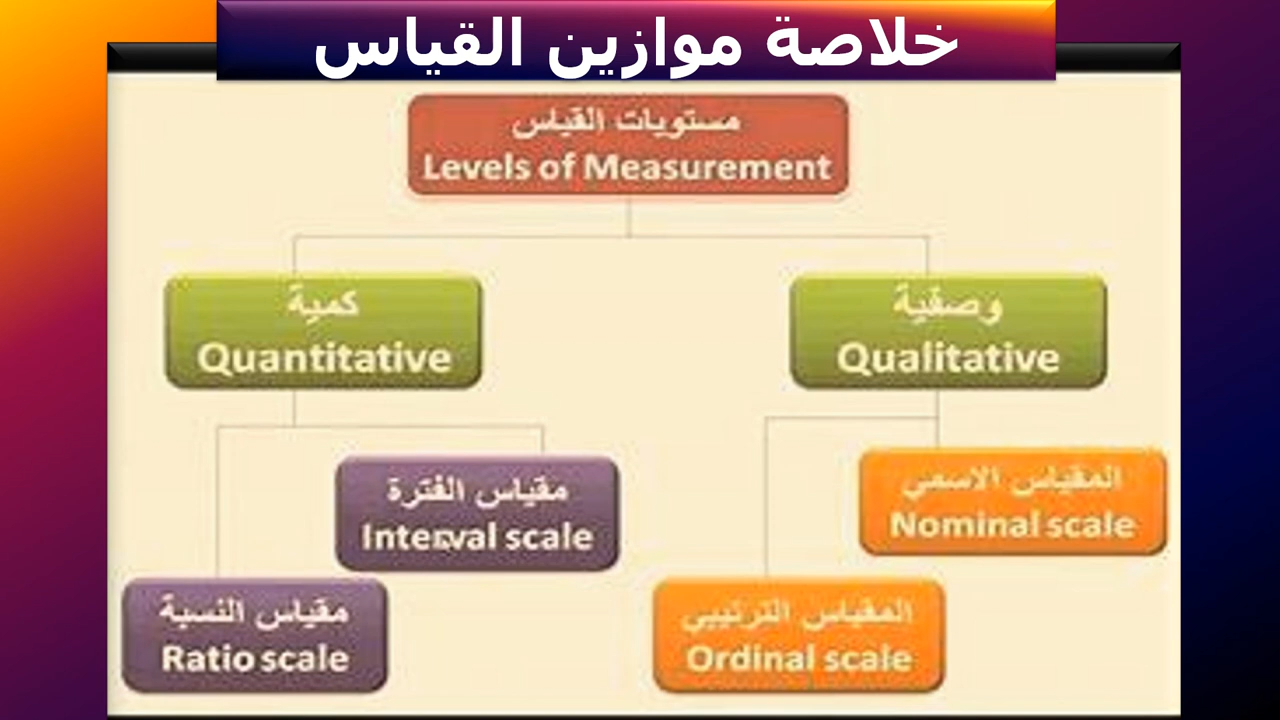 خلاصة موازين القياس
مستويات القياس
Levels of Measurement
وصفية
Qualitative
كمية
Quantitative
المقياس الاسمي
Nominal scale
مقياس الفترة
Interval scale
المقياس الترتيبي
Ordinal scale
مقياس النسبة
Ratio scale